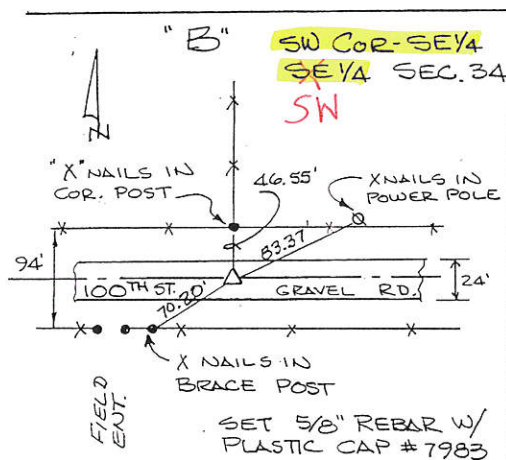 "B"
SW COR-SE1/4
SE 1/4 SEC. 34
SW
N
"X" NAILS IN
COR. POST
46.55'
X NAILS IN
POWER POLE
83.37'
94'
100TH ST.
GRAVEL RD.
24'
70.20'
X NAILS IN
BRACE POST
FIELD
ENT.
SET 5/8" REBAR W/
PLASTIC CAP # 7983